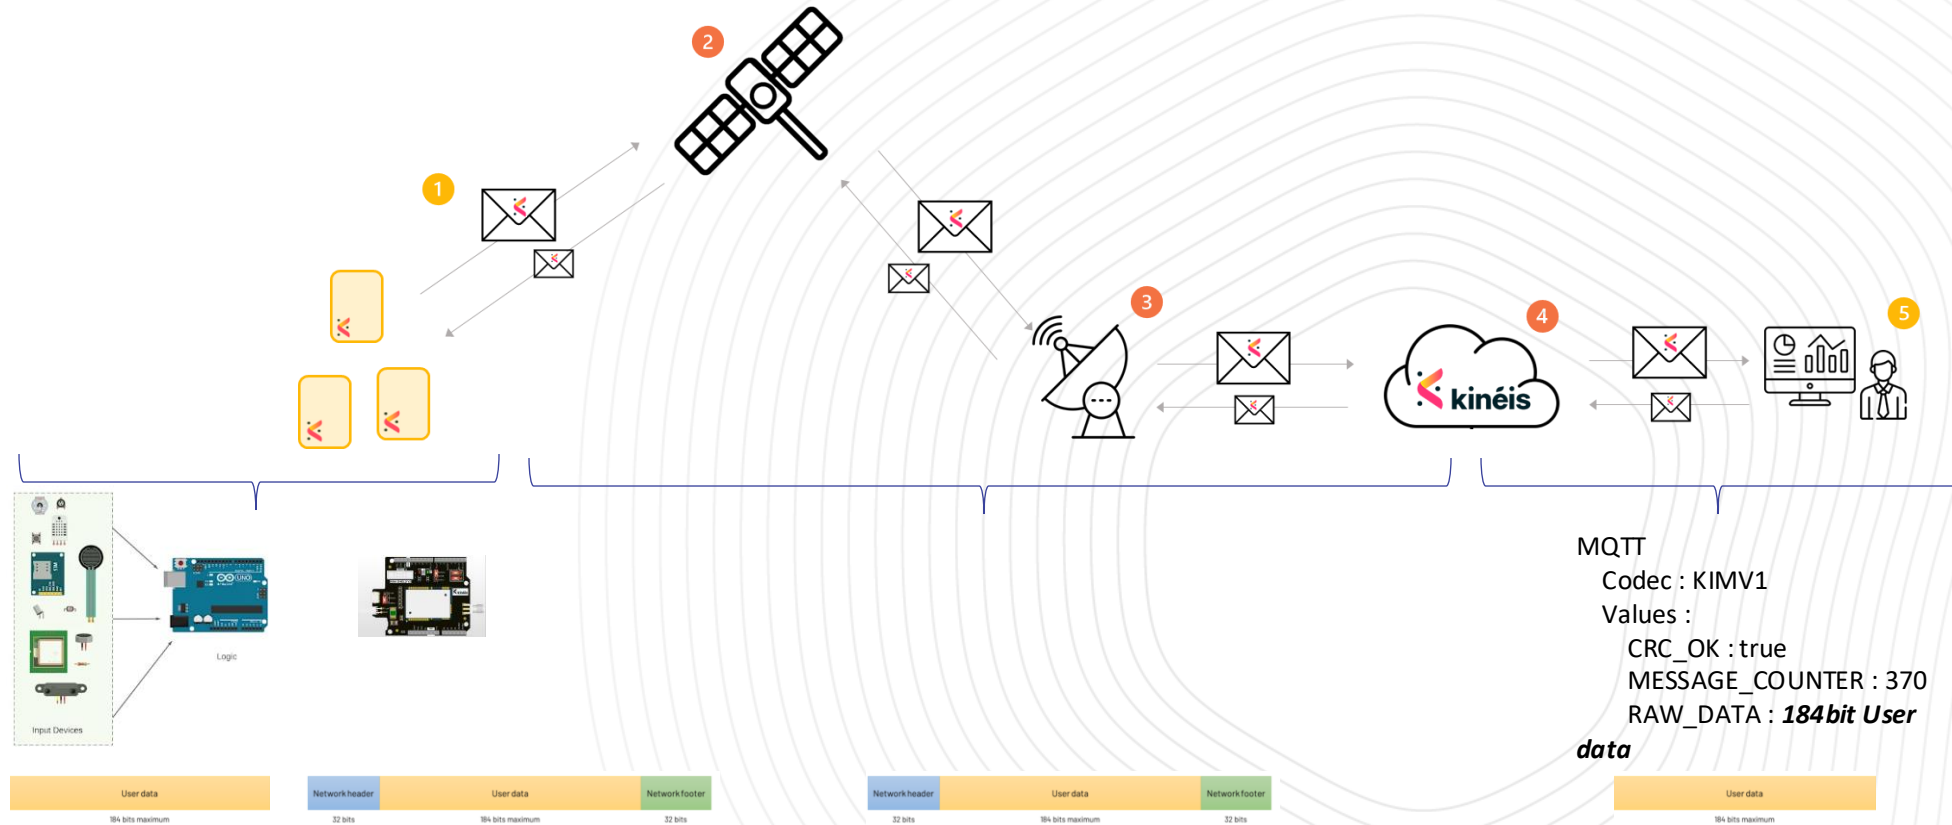 2
1
3
4
5
kinéis
MQTT
Codec : KIMV1
Values :
CRC_OK : true
MESSAGE_COUNTER : 370
RAW_DATA : 184bit User
data
UNO
kinéis
Logic
Input Devices
User data
184 bits maximum
Network header
User data
Network footer
32 bits
184 bits maximum
32 bits
Network header
User data
Network footer
32 bits
184 bits maximum
32 bits
User data
184 bits maximum